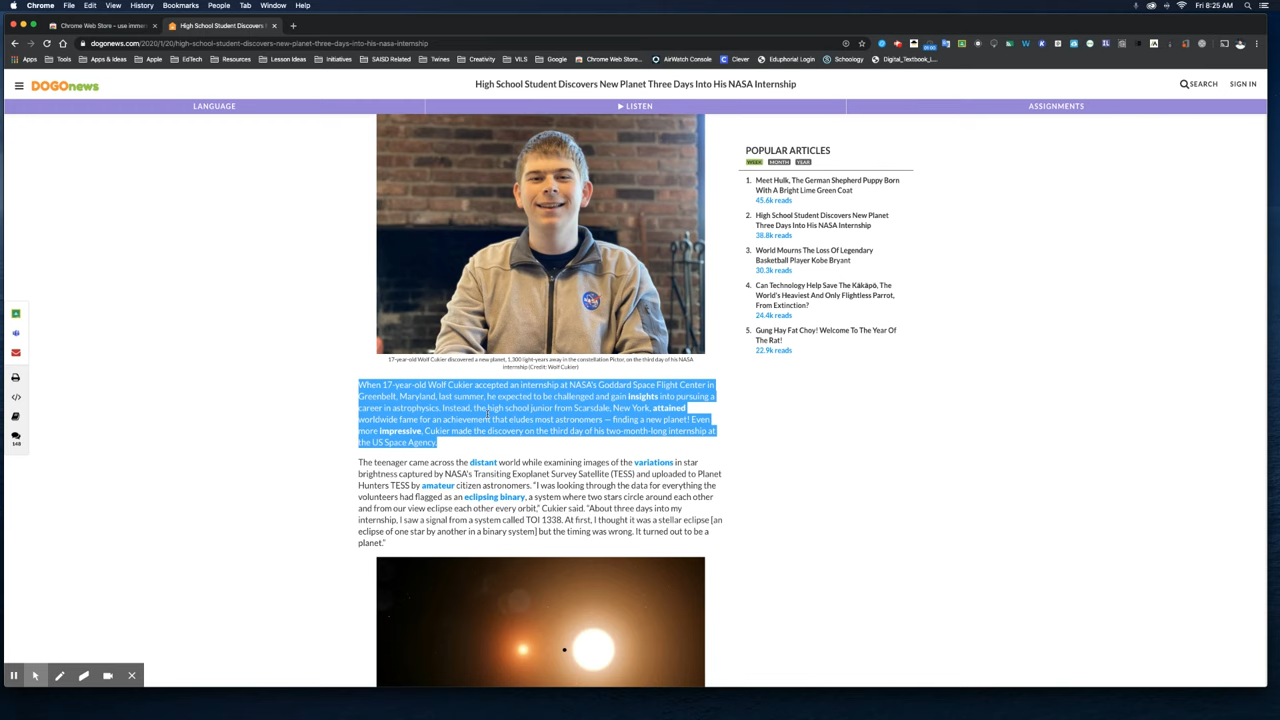 Chrome File Edit View History Bookmarks People Tab Window Help Fri 8:25 AM
Chrome Web Store - use imme High School Student Discovers
dogonews.com/2020/1/20/high-school-student-discovers-new-planet-three-days-into-his-nasa-internship
Apps Tools Apps & Ideas Apple EdTech Resources Lesson Ideas Initiatives SAISD Related Twines Creativity VILS Google Chrome Web Store... AirWatch Console Clever Eduphorial Login Schoology Digital_Textbook_I...
DOGOnews High School Student Discovers New Planet Three Days Into His NASA Internship SEARCH SIGN IN
LANGUAGE LISTEN ASSIGNMENTS
POPULAR ARTICLES
WEEK MONTH YEAR
1. Meet Hulk, The German Shepherd Puppy Born
With A Bright Lime Green Coat
45.6k reads
2. High School Student Discovers New Planet
Three Days Into His NASA Internship
38.8k reads
3. World Mourns The Loss Of Legendary
Basketball Player Kobe Bryant
30.3k reads
4. Can Technology Help Save The Kākāpō, The
World's Heaviest And Only Flightless Parrot,
From Extinction?
24.4k reads
5. Gung Hay Fat Choy! Welcome To The Year Of
The Rat!
22.9k reads
NASA
17-year-old Wolf Cukier discovered a new planet, 1,300 light-years away in the constellation Pictor, on the third day of his NASA
internship (Credit: Wolf Cukier)
When 17-year-old Wolf Cukier accepted an internship at NASA's Goddard Space Flight Center in
Greenbelt, Maryland, last summer, he expected to be challenged and gain insights into pursuing a
career in astrophysics. Instead, the high school junior from Scarsdale, New York, attained
worldwide fame for an achievement that eludes most astronomers — finding a new planet! Even
more impressive, Cukier made the discovery on the third day of his two-month-long internship at
the US Space Agency.
The teenager came across the distant world while examining images of the variations in star
brightness captured by NASA's Transiting Exoplanet Survey Satellite (TESS) and uploaded to Planet
Hunters TESS by amateur citizen astronomers. "I was looking through the data for everything the
volunteers had flagged as an eclipsing binary, a system where two stars circle around each other
and from our view eclipse each other every orbit," Cukier said. "About three days into my
internship, I saw a signal from a system called TOI 1338. At first, I thought it was a stellar eclipse [an
eclipse of one star by another in a binary system] but the timing was wrong. It turned out to be a
planet."
148